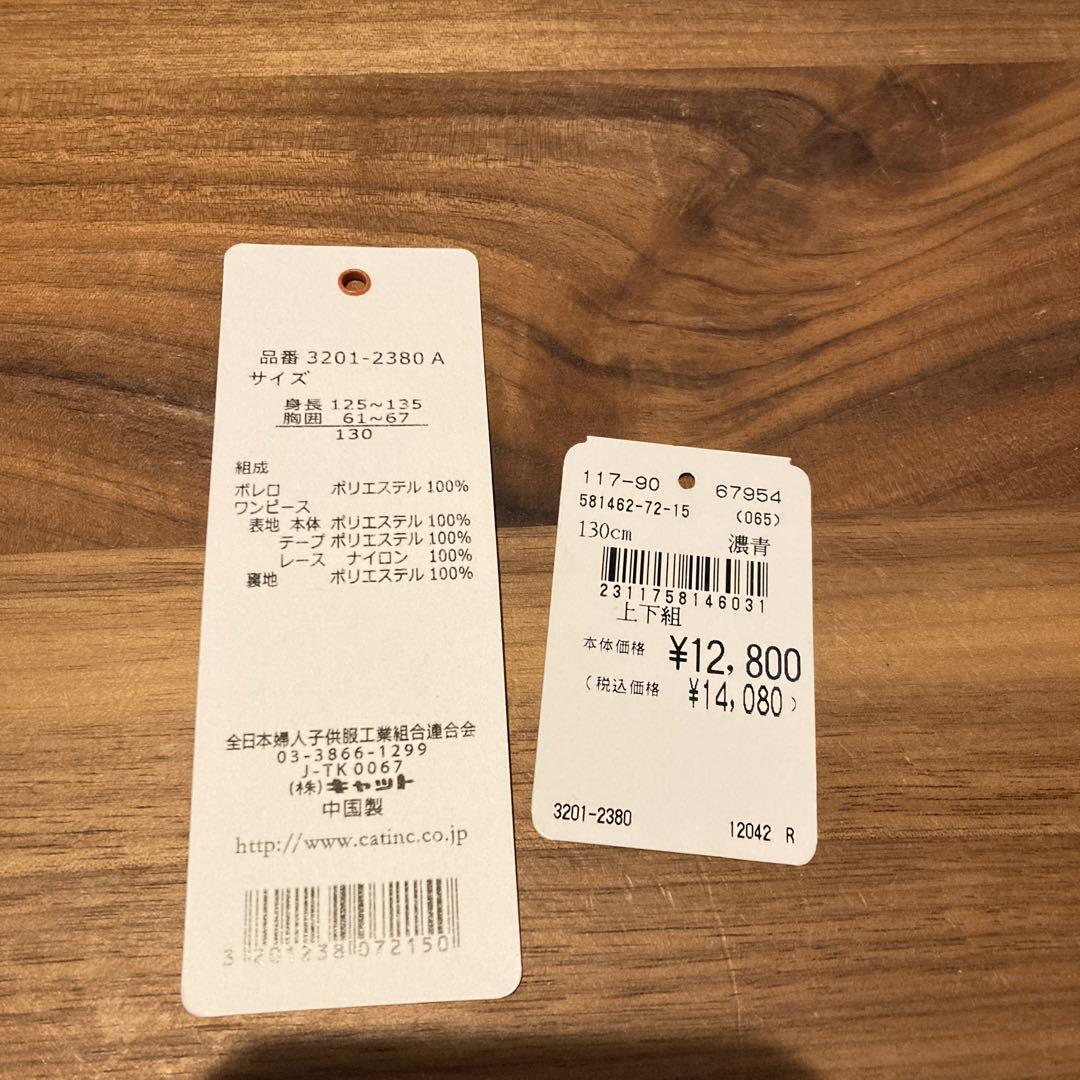 品番 3201-2380 A
サイズ
身長 125~135
胸囲 61~67
130
組成
ボレロ ポリエステル 100%
ワンピース
表地 本体 ポリエステル 100%
テープ ポリエステル 100%
レース ナイロン 100%
裏地 ポリエステル 100%
全日本婦人子供服工業組合連合会
03-3866-1299
J-TK 0067
(株)キャット
中国製
http://www.catinc.co.jp
3 201238 072150
117-90 67954
581462-72-15 (065)
130cm 濃青
2311758146031
上下組
本体価格 ¥12,800
(税込価格 ¥14,080)
3201-2380 12042 R